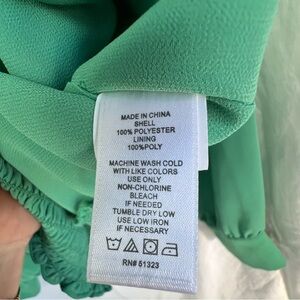 MADE IN CHINA
SHELL
100% POLYESTER
LINING
100%POLY
MACHINE WASH COLD
WITH LIKE COLORS
USE ONLY
NON-CHLORINE
BLEACH
IF NEEDED
TUMBLE DRY LOW
USE LOW IRON
IF NECESSARY
RN# 51323